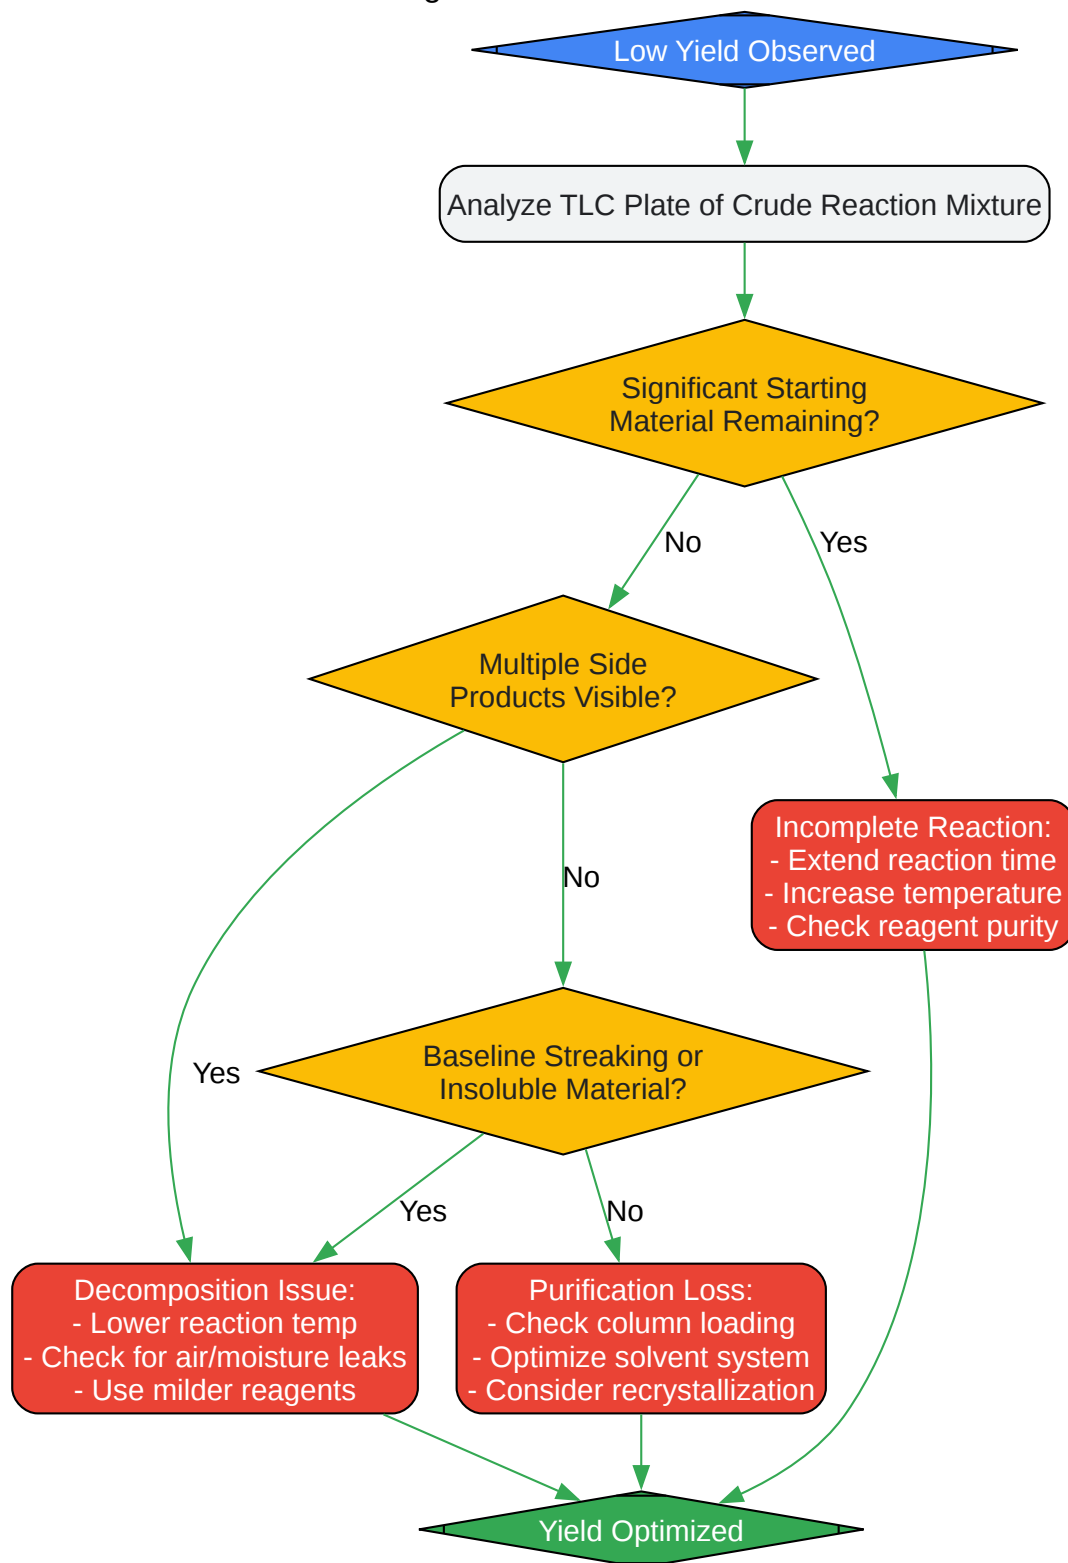 Low Yield Observed
Analyze TLC Plate of Crude Reaction Mixture
Significant Starting
Material Remaining?
No
Yes
Multiple Side
Products Visible?
Incomplete Reaction:
- Extend reaction time
- Increase temperature
- Check reagent purity
No
Baseline Streaking or
Insoluble Material?
Yes
Yes
No
Decomposition Issue:
- Lower reaction temp
- Check for air/moisture leaks
- Use milder reagents
Purification Loss:
- Check column loading
- Optimize solvent system
- Consider recrystallization
Yield Optimized